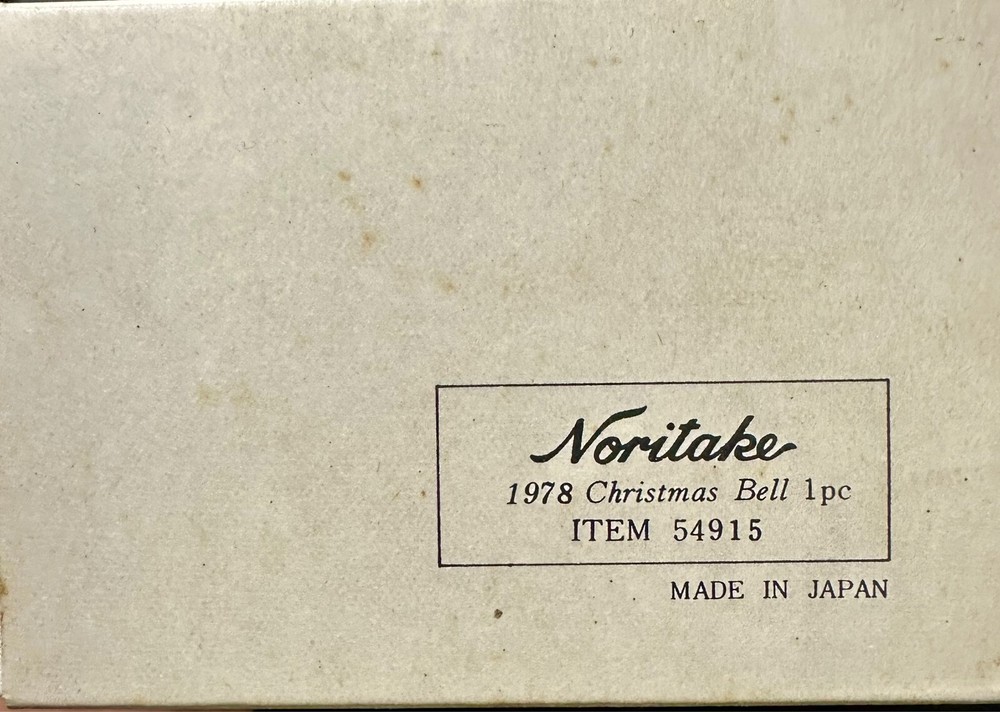 Noritake
1978 Christmas Bell 1pc
ITEM 54915
MADE IN JAPAN